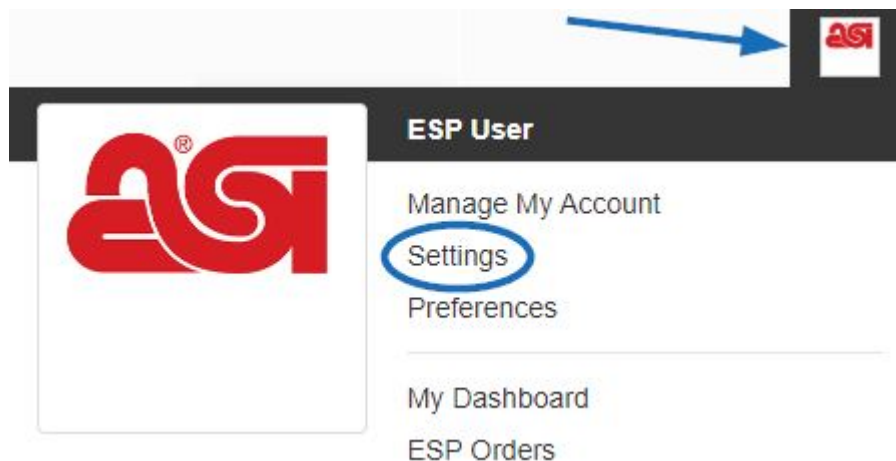 asi
ESP User
®
asi
Manage My Account
Settings
Preferences
My Dashboard
ESP Orders